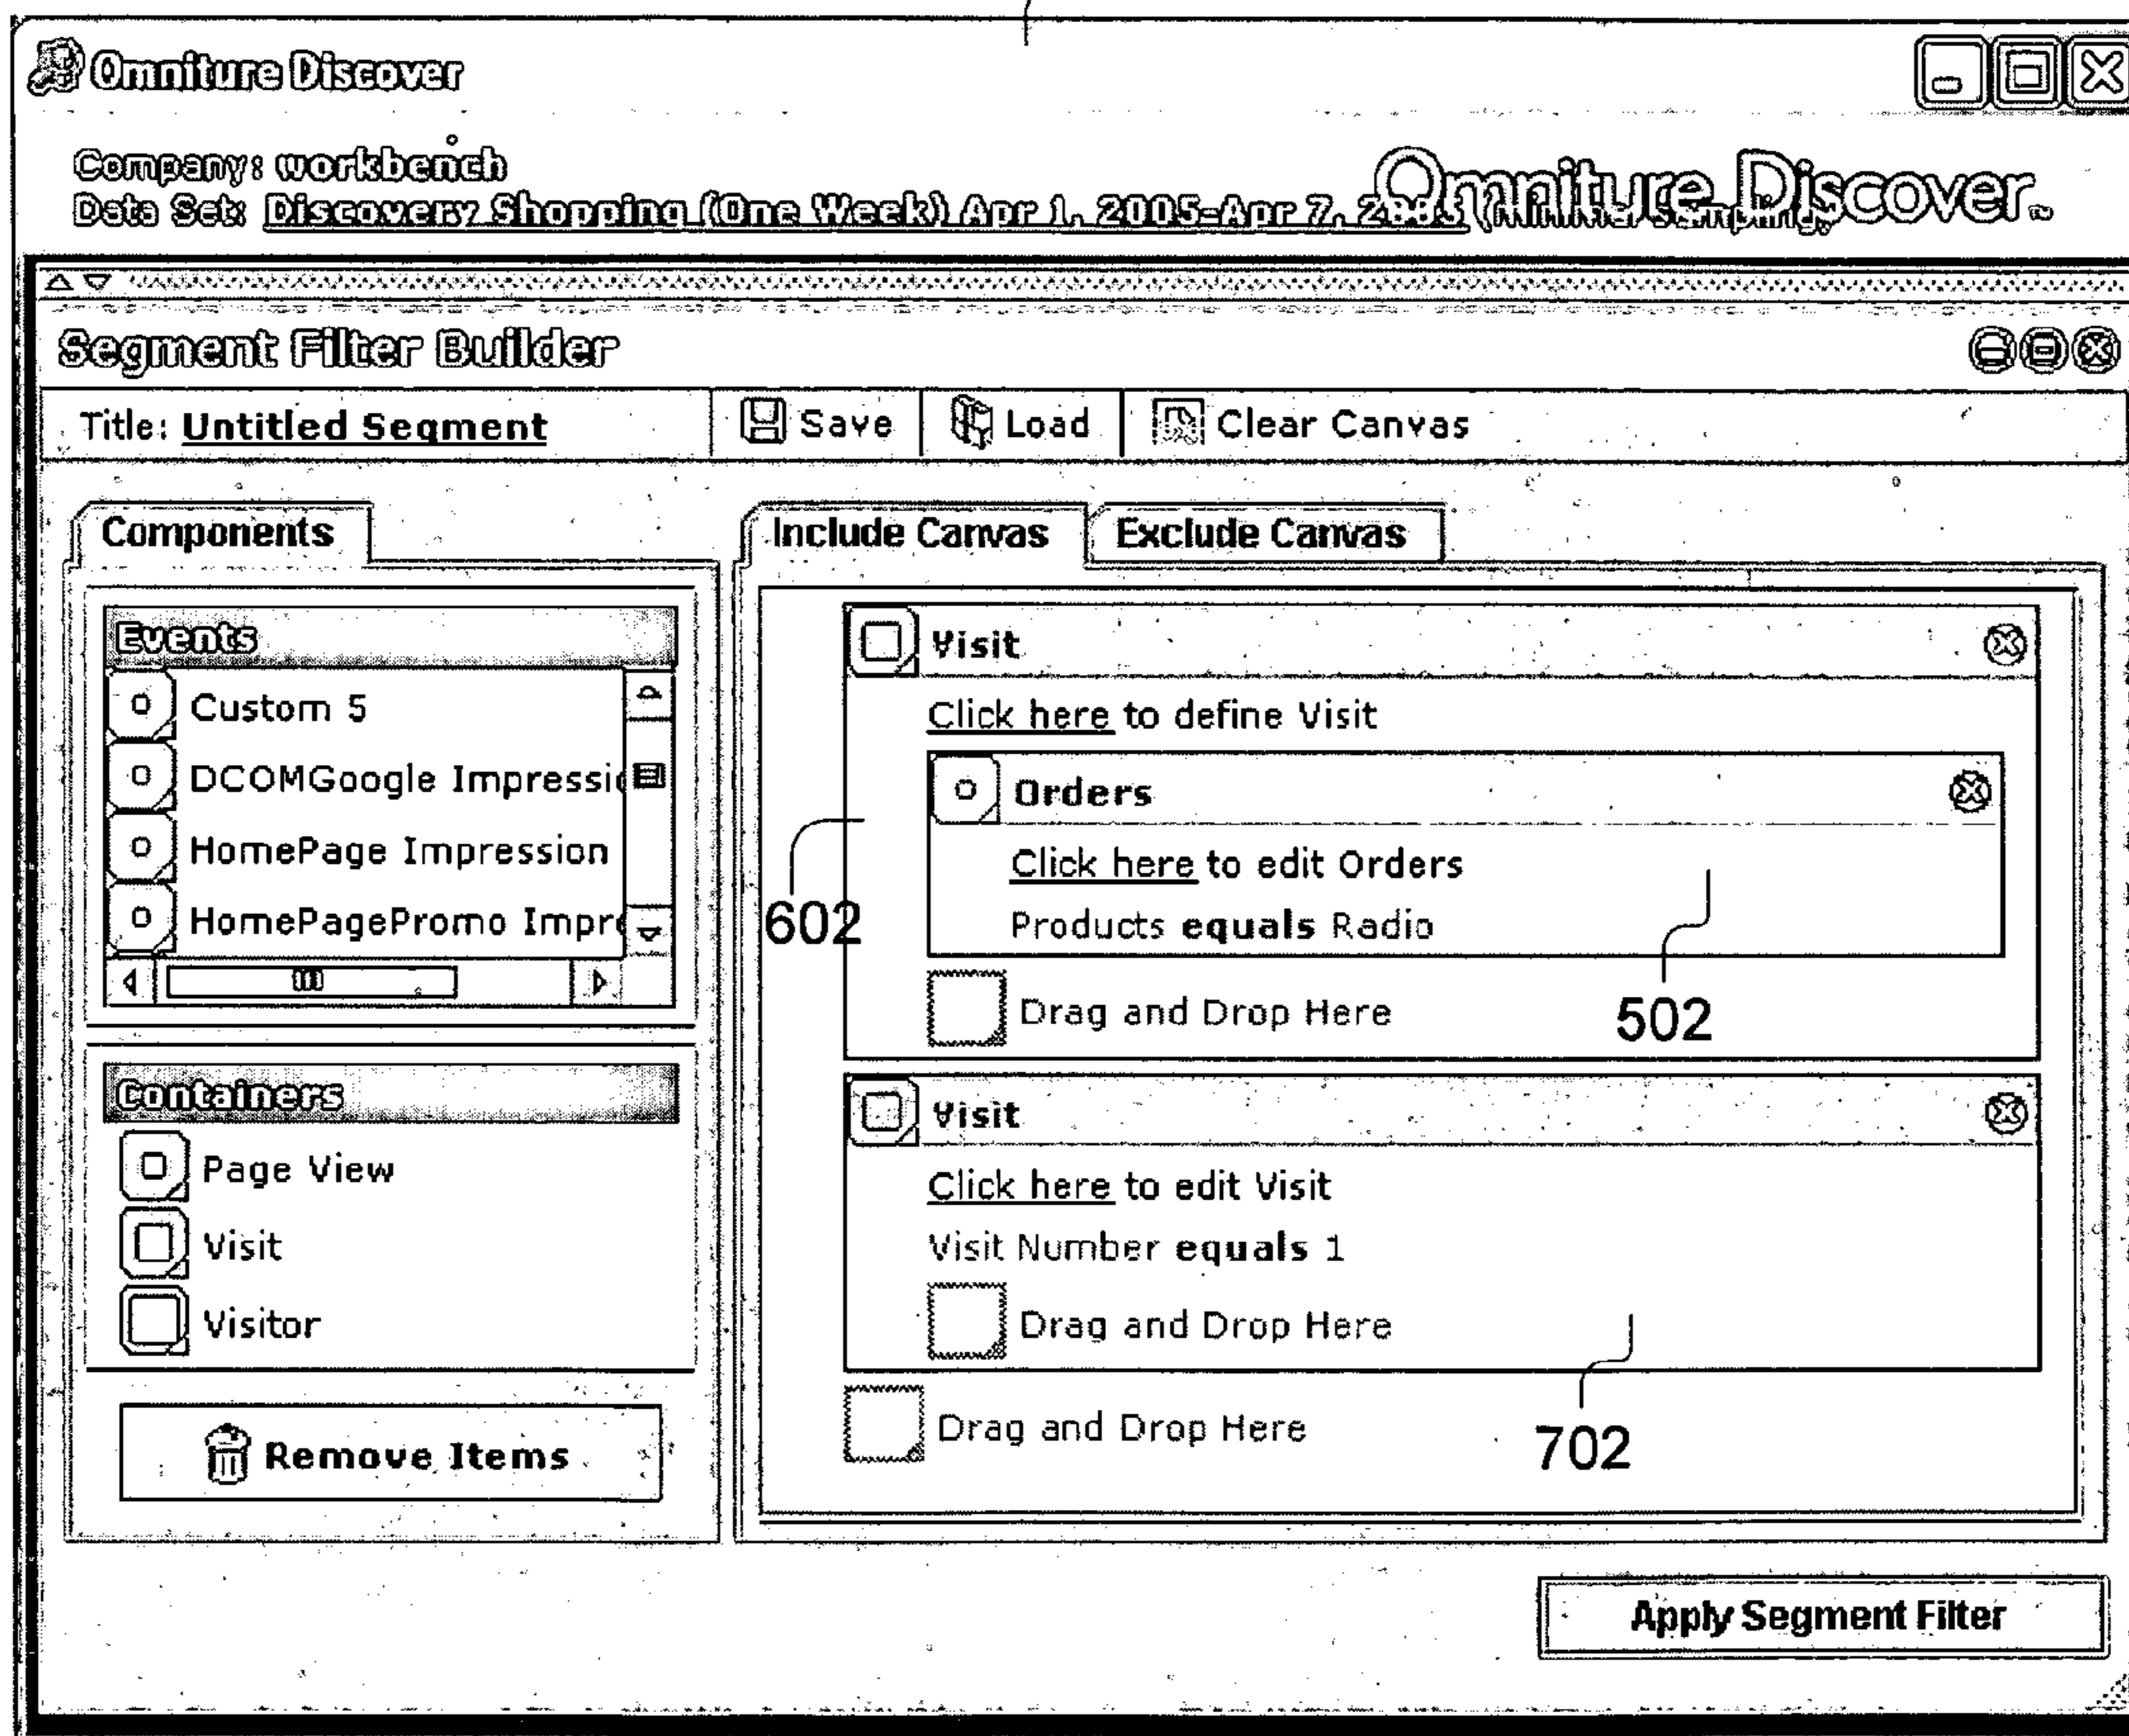 Omniture Discover
Company: workbench
Data Set: Discovery Shopping (One Week) Apr 1, 2005-Apr 7, 2005
Omniture Discover
Segment Filter Builder
Title: Untitled Segment
Save
Load
Clear Canvas
Components
Include Canvas
Exclude Canvas
Events
Custom 5
DCOMGoogle Impressi
HomePage Impression
HomePagePromo Impr
Containers
Page View
Visit
Visitor
Remove Items
Visit
Click here to define Visit
Orders
Click here to edit Orders
602
Products equals Radio
Drag and Drop Here
502
Visit
Click here to edit Visit
Visit Number equals 1
Drag and Drop Here
Drag and Drop Here
702
Apply Segment Filter